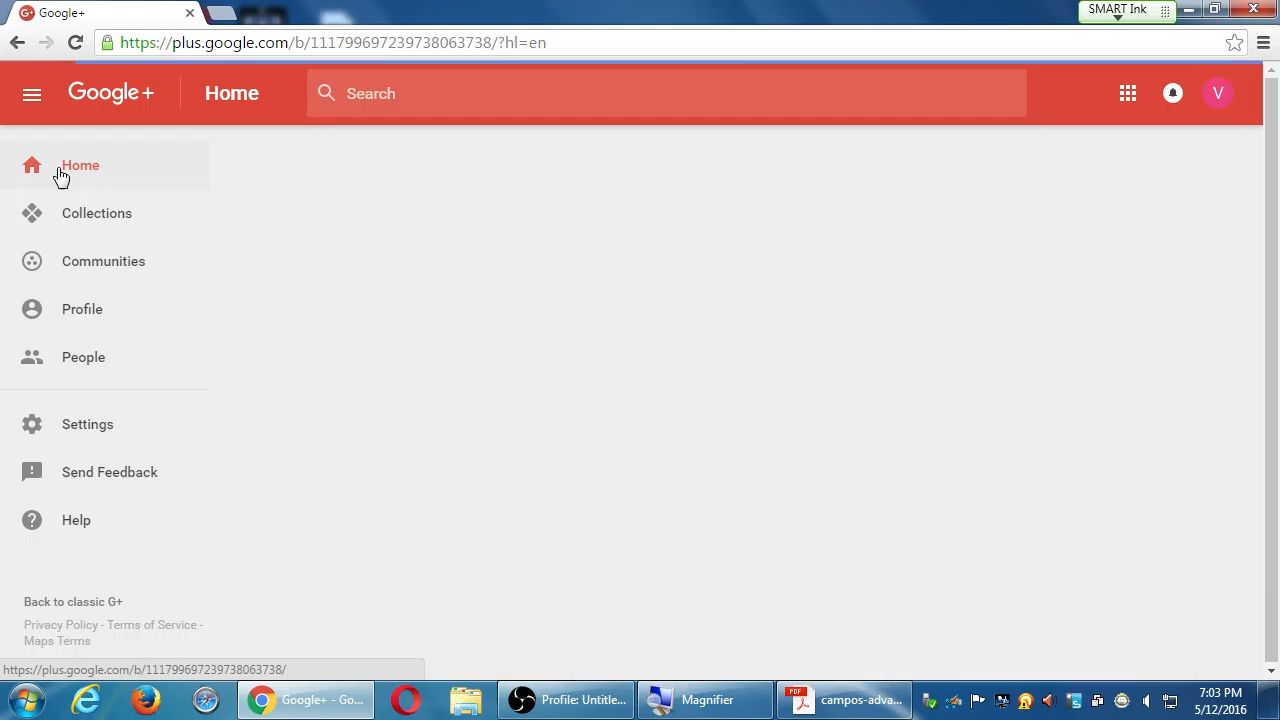 Google+
SMART Ink
https://plus.google.com/b/111799697239738063738/?hl=en
Google+
Home
Search
V
Home
Collections
Communities
Profile
People
Settings
Send Feedback
Help
Back to classic G+
Privacy Policy - Terms of Service -
Maps Terms
https://plus.google.com/b/111799697239738063738/
Google+ - Go...
Profile: Untitle...
Magnifier
PDF
campos-adva...
7:03 PM
5/12/2016